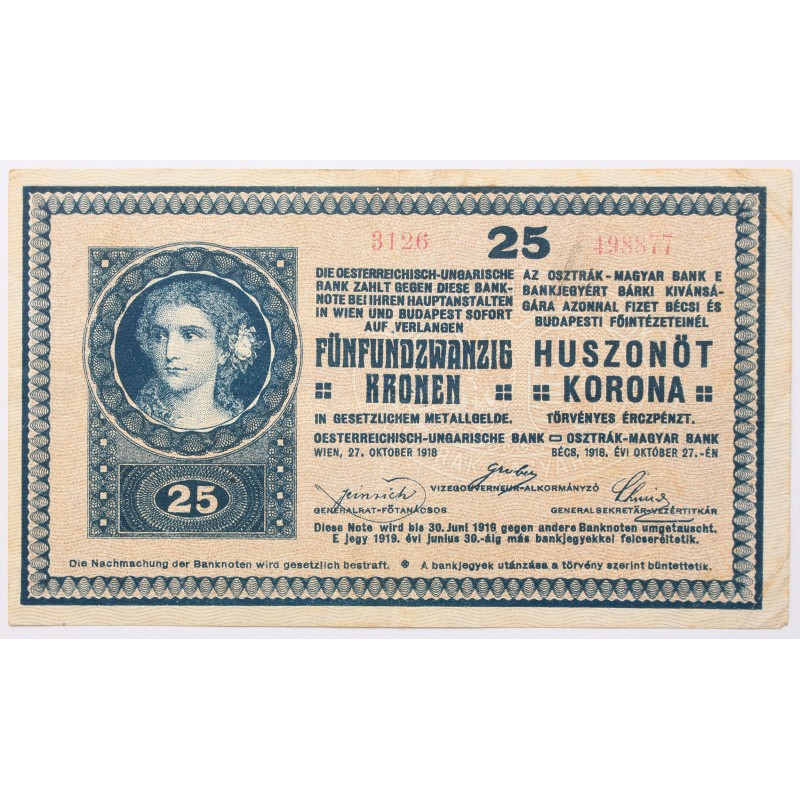 3126 25 498877
DIE OESTERREICHISCH-UNGARISCHE
BANK ZAHLT GEGEN DIESE BANK-
NOTE BEI IHREN HAUPTANSTALTEN
IN WIEN UND BUDAPEST SOFORT
AUF VERLANGEN
FÜNFUNDZWANZIG
KRONEN
IN GESETZLICHEM METALLGELDE.
OESTERREICHISCH-UNGARISCHE BANK
WIEN, 27. OKTOBER 1918
AZ OSZTRÁK-MAGYAR BANK E
BANKJEGYÉRT BÁRKI KIVÁNSÁ-
GÁRA AZONNAL FIZET BÉCSI ÉS
BUDAPESTI FŐINTÉZETEINÉL
HUSZONÖT
KORONA
TÖRVÉNYES ÉRCZPÉNZT.
OSZTRÁK-MAGYAR BANK
BÉCS, 1918. ÉVI OKTÓBER 27.-ÉN
25
Gruber
VIZEGOUVERNEUR-ALKORMÁNYZÓ
GENERALRAT-FŐTANÁCSOS
GENERALSEKRETÄR-VEZÉRTITKÁR
Diese Note wird bis 30. Juni 1919 gegen andere Banknoten umgetauscht.
E jegy 1919. évi junius 30.-áig más bankjegyekkel felcseréltetik.
Die Nachmachung der Banknoten wird gesetzlich bestraft. A bankjegyek utánzása a törvény szerint büntettetik.